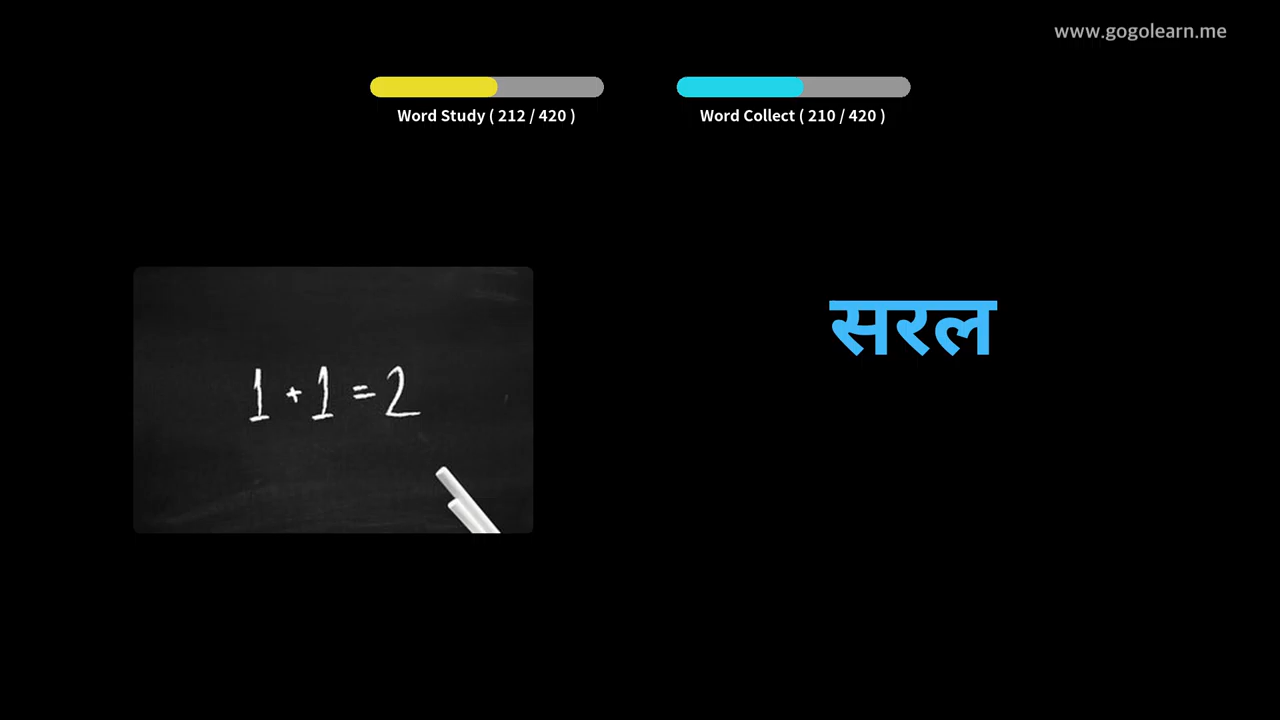 www.gogolearn.me
Word Study ( 212 / 420 )
Word Collect ( 210 / 420 )
1 + 1 = 2
सरल